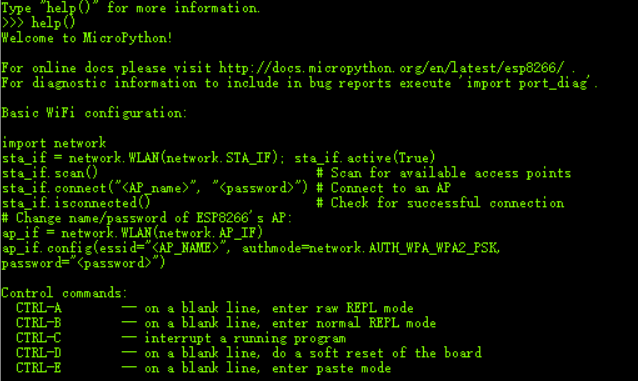 Type "help()" for more information.
>>> help()
Welcome to MicroPython!
For online docs please visit http://docs.micropython.org/en/latest/esp8266/ .
For diagnostic information to include in bug reports execute 'import port_diag'.
Basic WiFi configuration:
import network
sta_if = network.WLAN(network.STA_IF); sta_if.active(True)
sta_if.scan()                             # Scan for available access points
sta_if.connect("<AP_name>", "<password>") # Connect to an AP
sta_if.isconnected()                      # Check for successful connection
# Change name/password of ESP8266's AP:
ap_if = network.WLAN(network.AP_IF)
ap_if.config(essid="<AP_NAME>", authmode=network.AUTH_WPA_WPA2_PSK,
password="<password>")
Control commands:
  CTRL-A        -- on a blank line, enter raw REPL mode
  CTRL-B        -- on a blank line, enter normal REPL mode
  CTRL-C        -- interrupt a running program
  CTRL-D        -- on a blank line, do a soft reset of the board
  CTRL-E        -- on a blank line, enter paste mode